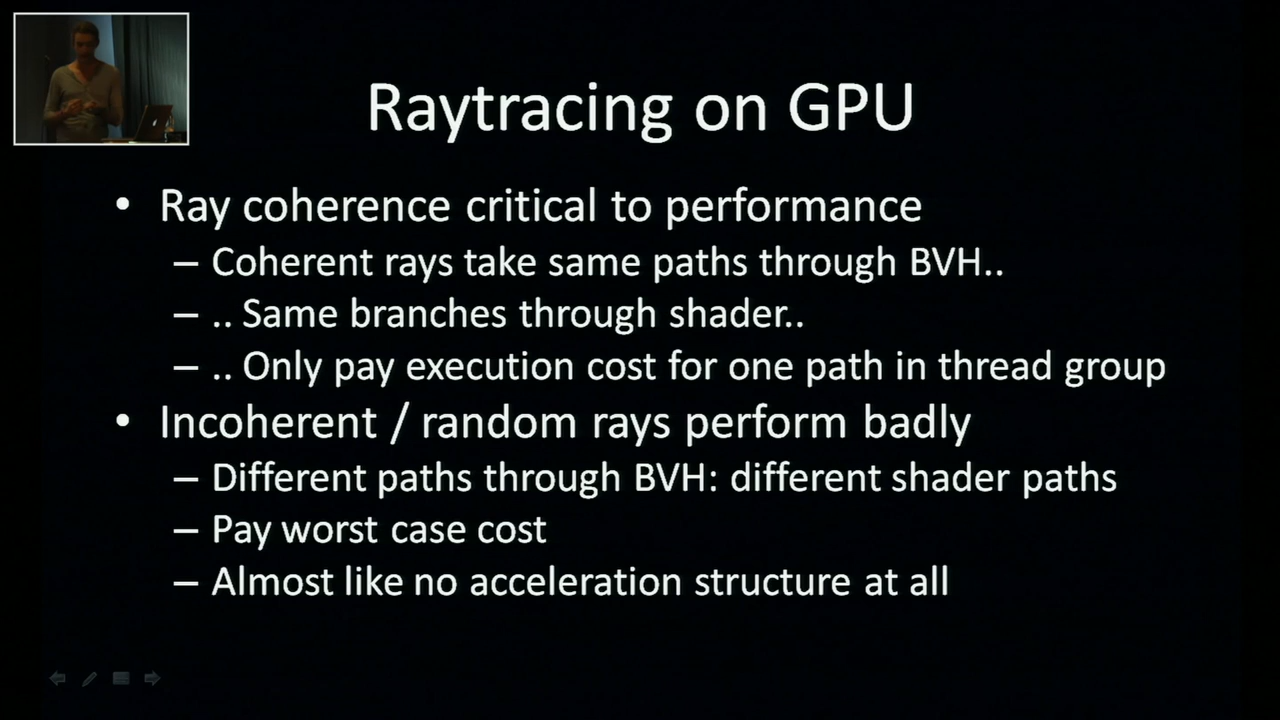 Raytracing on GPU
• Ray coherence critical to performance
– Coherent rays take same paths through BVH..
– .. Same branches through shader..
– .. Only pay execution cost for one path in thread group
• Incoherent / random rays perform badly
– Different paths through BVH: different shader paths
– Pay worst case cost
– Almost like no acceleration structure at all